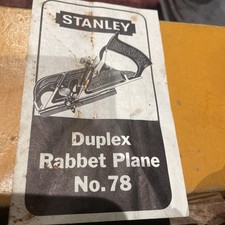 STANLEY
Duplex
Rabbet Plane
No.78